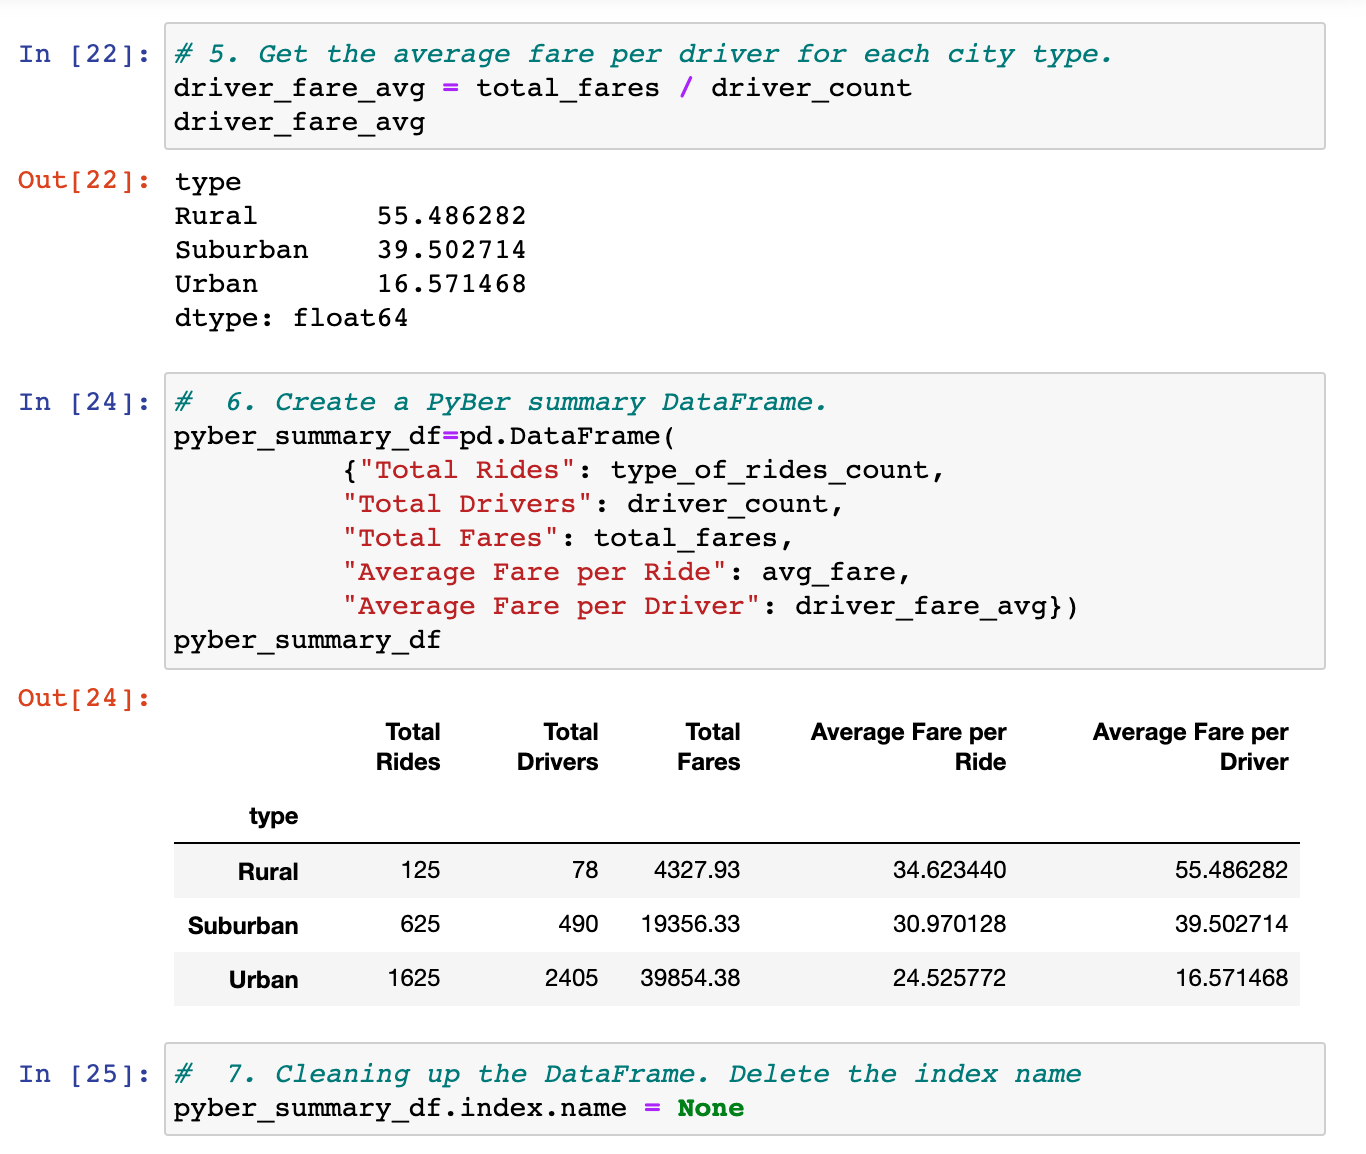 In [22]: # 5. Get the average fare per driver for each city type.
driver_fare_avg = total_fares / driver_count
driver_fare_avg
Out[22]: type
Rural 55.486282
Suburban 39.502714
Urban 16.571468
dtype: float64
In [24]: #  6. Create a PyBer summary DataFrame.
pyber_summary_df=pd.DataFrame(
{"Total Rides": type_of_rides_count,
"Total Drivers": driver_count,
"Total Fares": total_fares,
"Average Fare per Ride": avg_fare,
"Average Fare per Driver": driver_fare_avg})
pyber_summary_df
Out[24]:
Total Total Total Average Fare per Average Fare per
Rides Drivers Fares Ride Driver
type
Rural 125 78 4327.93 34.623440 55.486282
Suburban 625 490 19356.33 30.970128 39.502714
Urban 1625 2405 39854.38 24.525772 16.571468
In [25]: #  7. Cleaning up the DataFrame. Delete the index name
pyber_summary_df.index.name = None